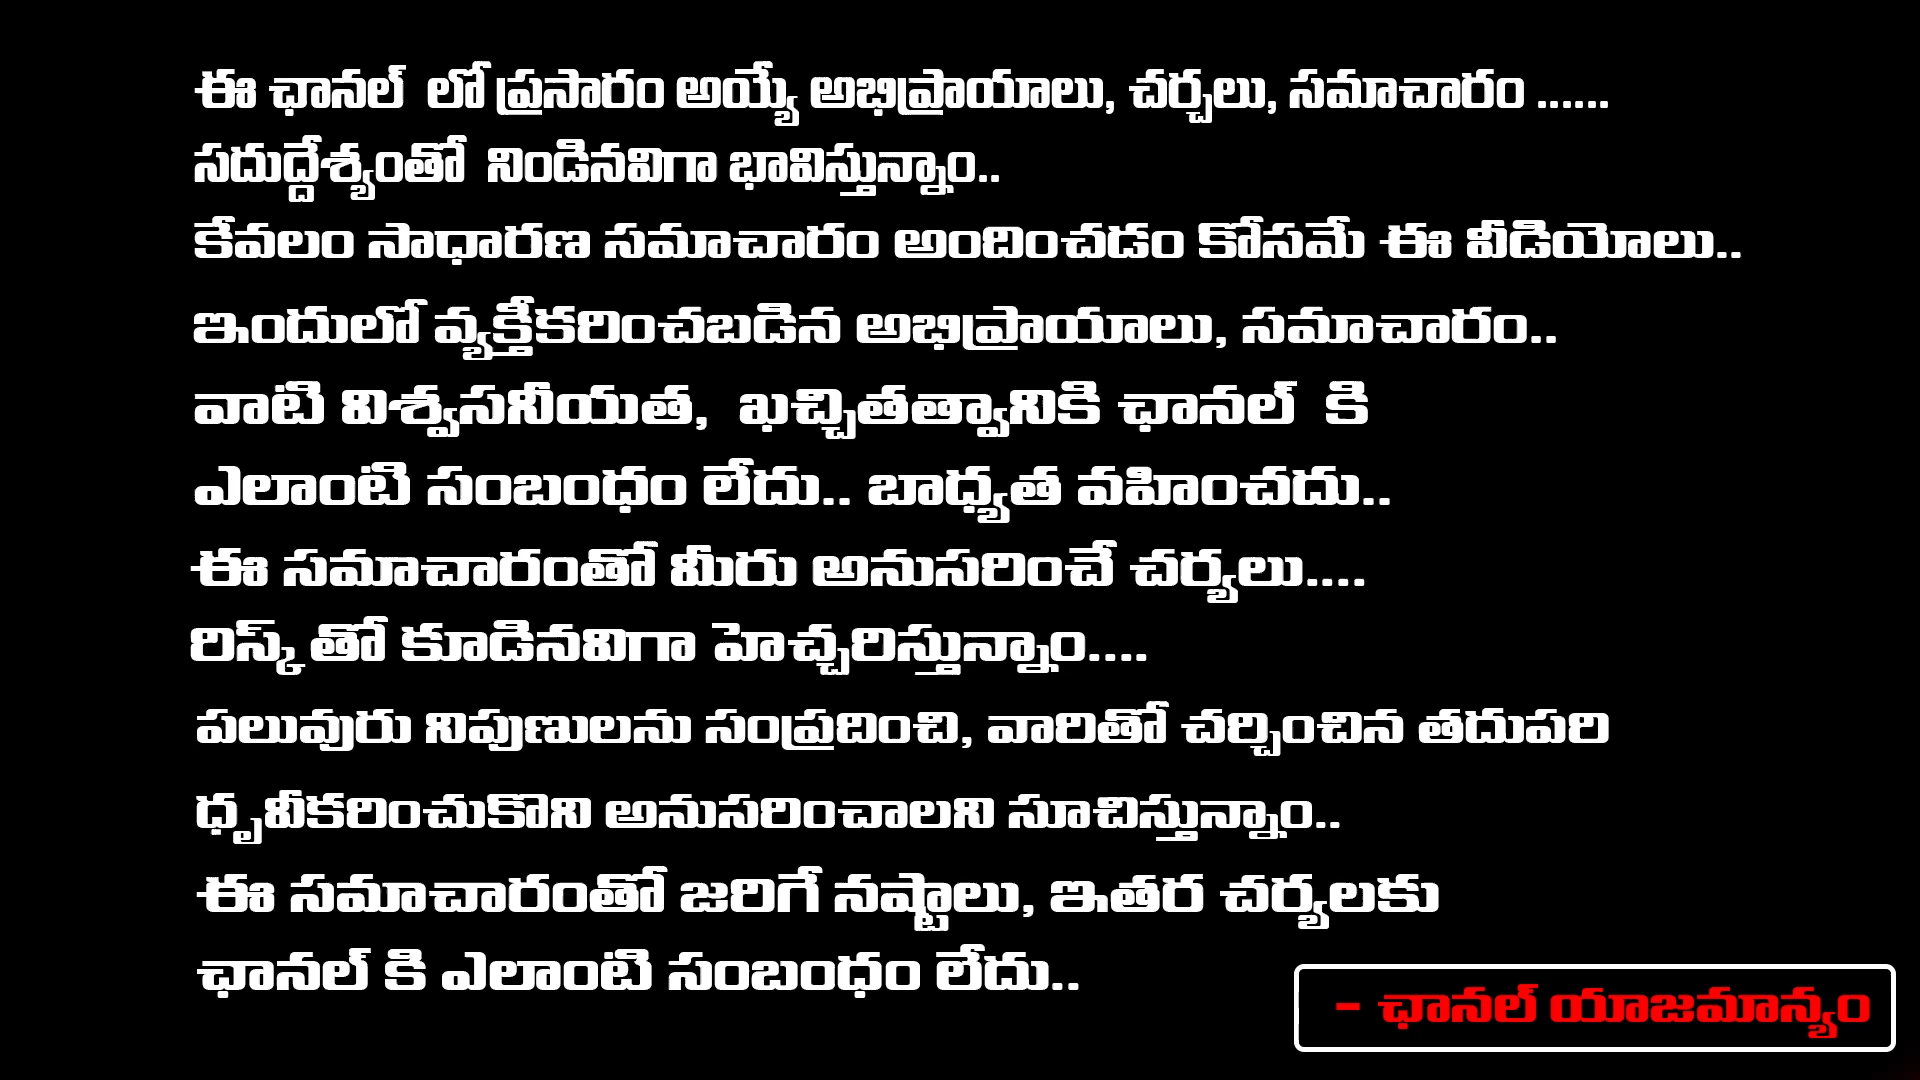 ఈ ఛానల్ లో ప్రసారం అయ్యే అభిప్రాయాలు, చర్చలు, సమాచారం ......
సదుద్దేశ్యంతో నిండినవిగా భావిస్తున్నాం..
కేవలం సాధారణ సమాచారం అందించడం కోసమే ఈ వీడియోలు..
ఇందులో వ్యక్తీకరించబడిన అభిప్రాయాలు, సమాచారం..
వాటి విశ్వసనీయత, ఖచ్చితత్వానికి ఛానల్ కి
ఎలాంటి సంబంధం లేదు.. బాధ్యత వహించదు..
ఈ సమాచారంతో మీరు అనుసరించే చర్యలు....
రిస్క్ తో కూడినవిగా హెచ్చరిస్తున్నాం....
పలువురు నిపుణులను సంప్రదించి, వారితో చర్చించిన తదుపరి
ధృవీకరించుకొని అనుసరించాలని సూచిస్తున్నాం..
ఈ సమాచారంతో జరిగే నష్టాలు, ఇతర చర్యలకు
ఛానల్ కి ఎలాంటి సంబంధం లేదు..
- ఛానల్ యాజమాన్యం